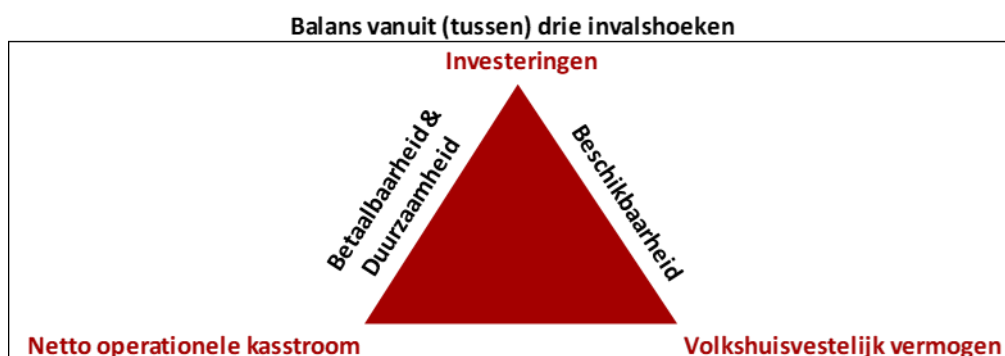 Balans vanuit (tussen) drie invalshoeken
Investeringen
Betaalbaarheid &
Duurzaamheid
Beschikbaarheid
Netto operationele kasstroom
Volkshuisvestelijk vermogen